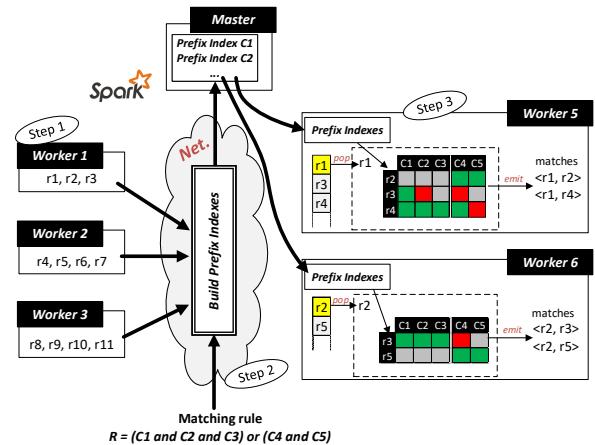 Master
Prefix Index C1
Prefix Index C2
...
Spark
Step 1
Worker 1
r1, r2, r3
Worker 2
r4, r5, r6, r7
Worker 3
r8, r9, r10, r11
Net.
Build Prefix Indexes
Step 2
Matching rule
R = (C1 and C2 and C3) or (C4 and C5)
Step 3
Worker 5
Prefix Indexes
r1
r3
r4
pop
r1
C1 C2 C3 C4 C5
r2
r3
r4
emit
matches
<r1, r2>
<r1, r4>
Worker 6
Prefix Indexes
r2
r5
pop
r2
C1 C2 C3 C4 C5
r3
r5
emit
matches
<r2, r3>
<r2, r5>